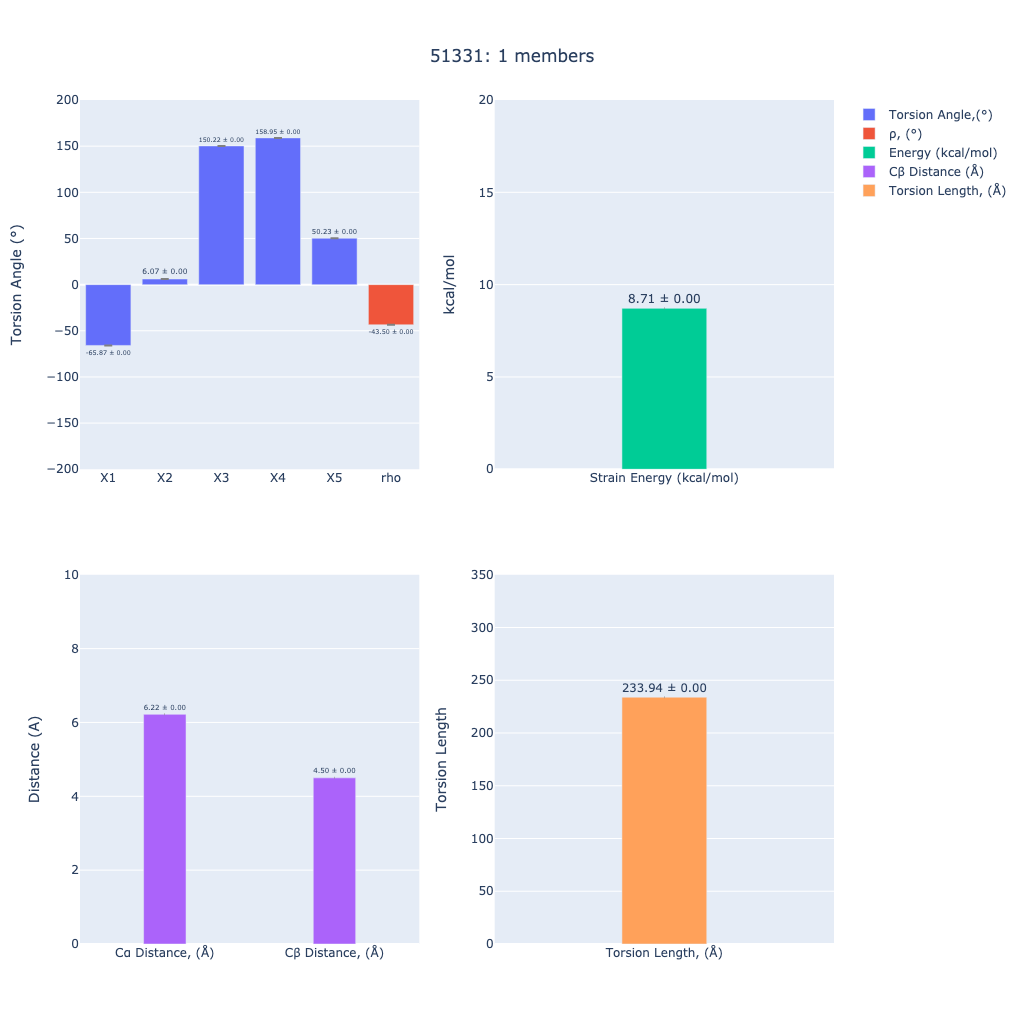 51331: 1 members
Torsion Angle (°)
200
150
100
50
0
−50
−100
−150
−200
-65.87 ± 0.00
6.07 ± 0.00
150.22 ± 0.00
158.95 ± 0.00
50.23 ± 0.00
-43.50 ± 0.00
X1 X2 X3 X4 X5 rho
kcal/mol
20
15
10
5
0
8.71 ± 0.00
Strain Energy (kcal/mol)
Torsion Angle,(°)
ρ, (°)
Energy (kcal/mol)
Cβ Distance (Å)
Torsion Length, (Å)
Distance (A)
10
8
6
4
2
0
6.22 ± 0.00
4.50 ± 0.00
Cα Distance, (Å) Cβ Distance, (Å)
Torsion Length
350
300
250
200
150
100
50
0
233.94 ± 0.00
Torsion Length, (Å)